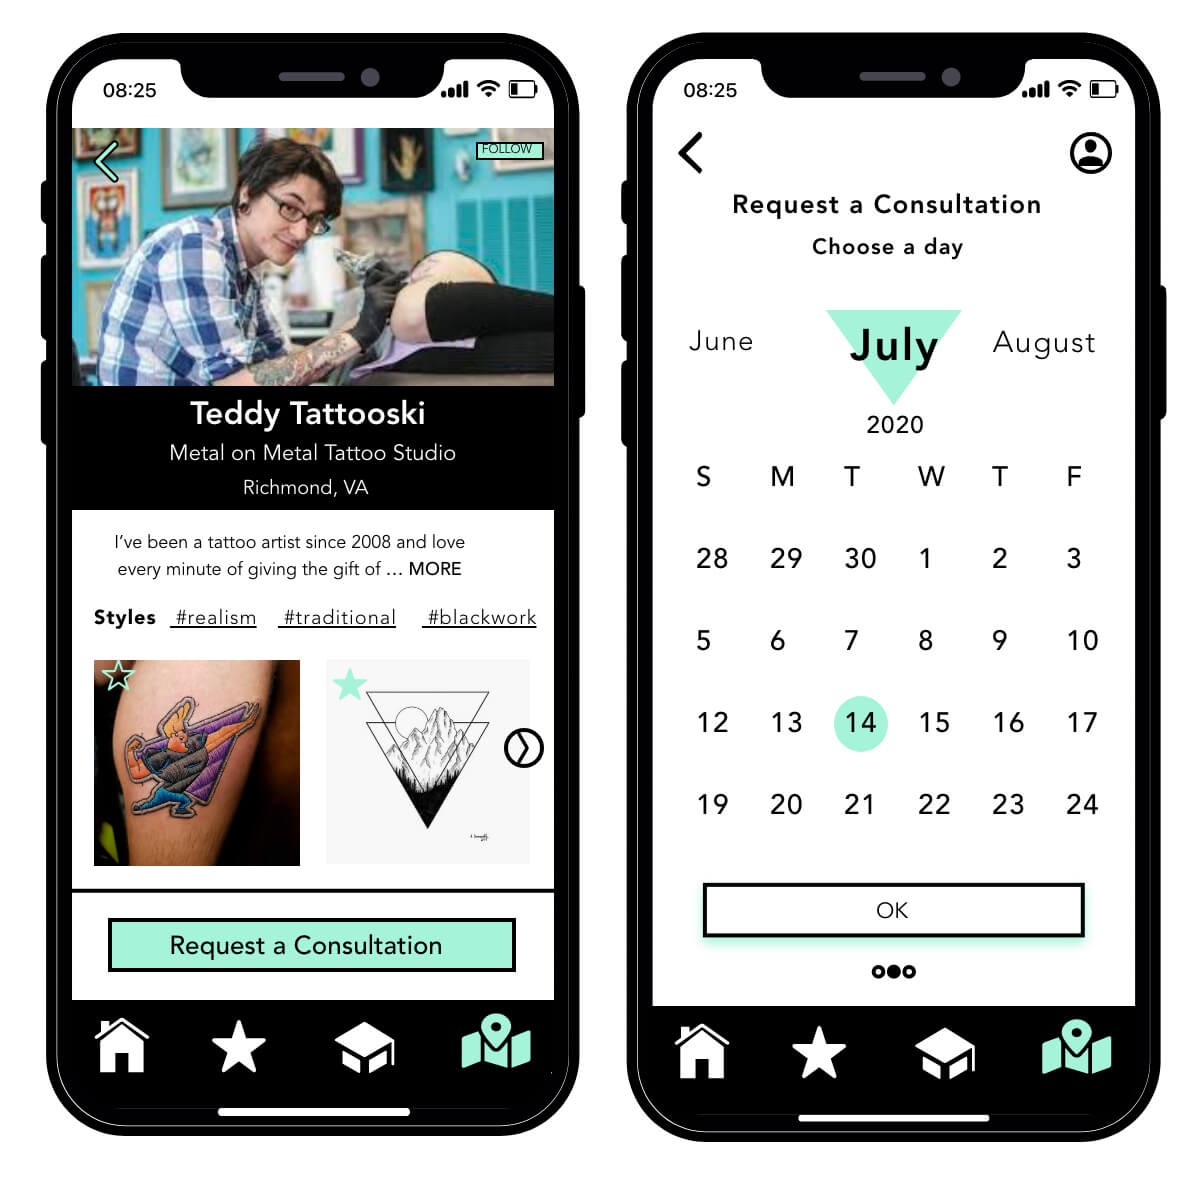 08:25
FOLLOW
Teddy Tattooski
Metal on Metal Tattoo Studio
Richmond, VA
I’ve been a tattoo artist since 2008 and love
every minute of giving the gift of ... MORE
Styles #realism #traditional #blackwork
Request a Consultation
08:25
Request a Consultation
Choose a day
June July August
2020
S M T W T F
28 29 30 1 2 3
5 6 7 8 9 10
12 13 14 15 16 17
19 20 21 22 23 24
OK